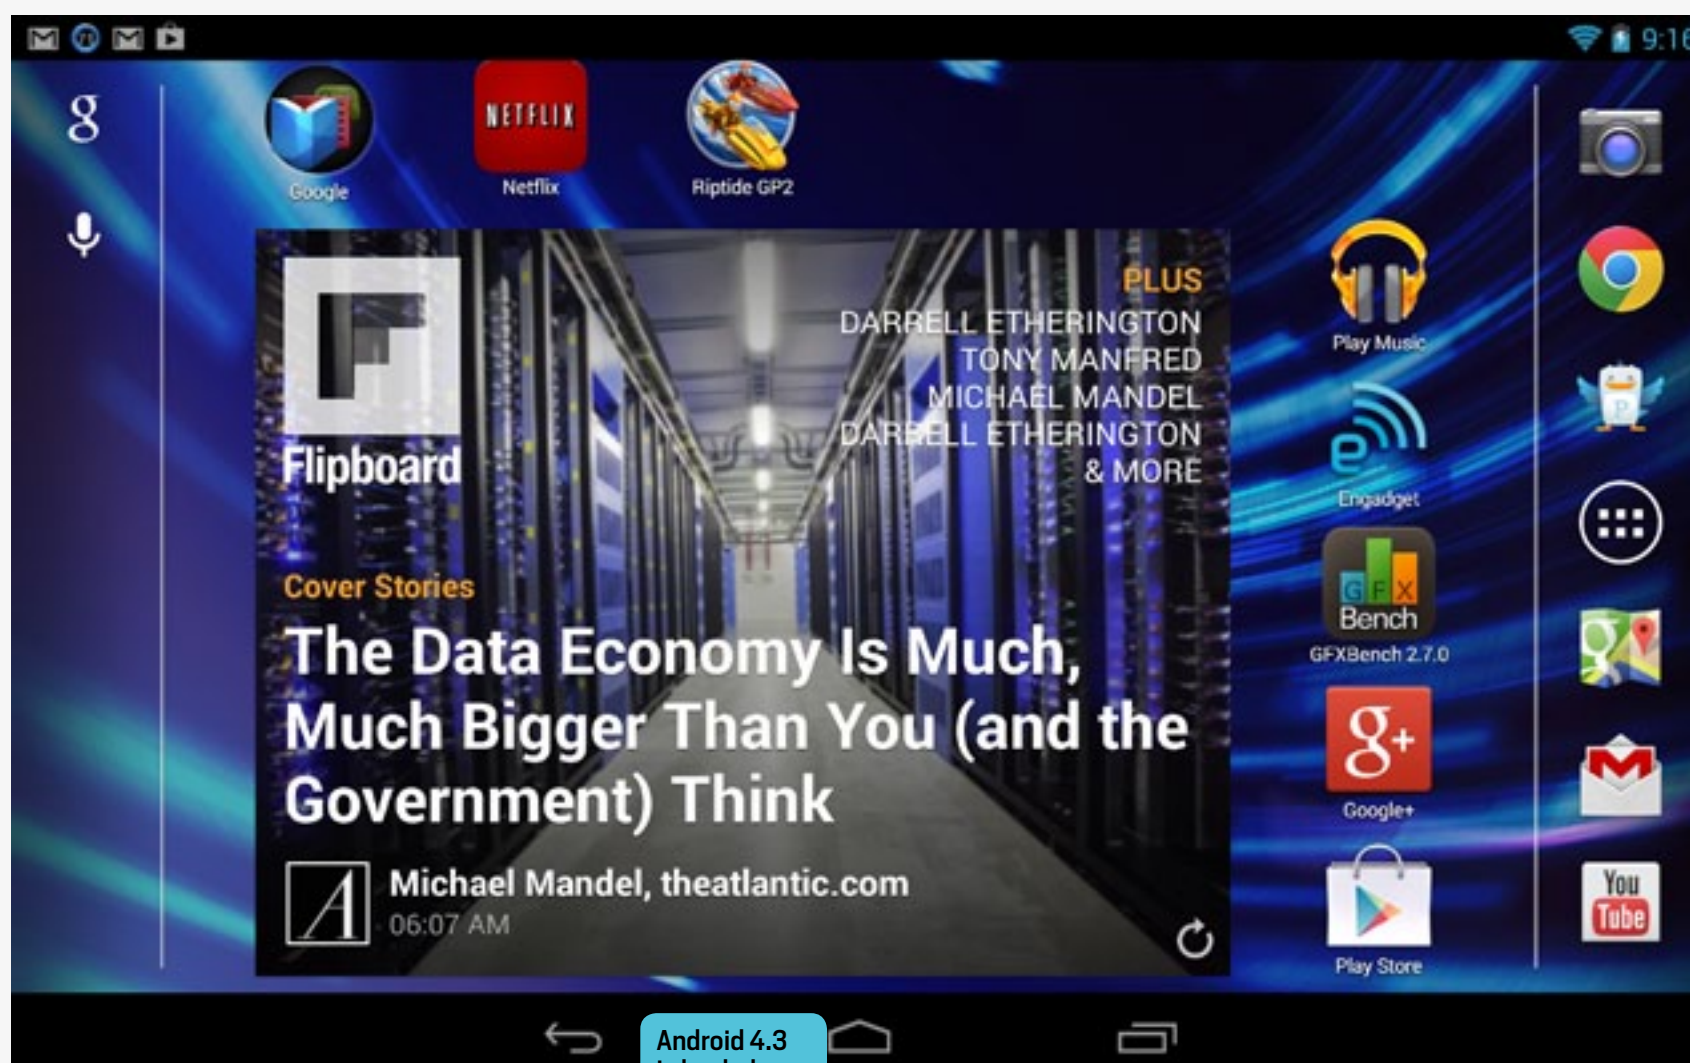 9:16
g
Google
NETFLIX
Netflix
Riptide GP2
Flipboard
PLUS
DARRELL ETHERINGTON
TONY MANFRED
MICHAEL MANDEL
DARRELL ETHERINGTON
& MORE
Cover Stories
The Data Economy Is Much,
Much Bigger Than You (and the
Government) Think
A
Michael Mandel, theatlantic.com
06:07 AM
Play Music
e
Engadget
GFX
Bench
GFXBench 2.7.0
g+
Google+
Play Store
P
g
M
You
Tube
Android 4.3